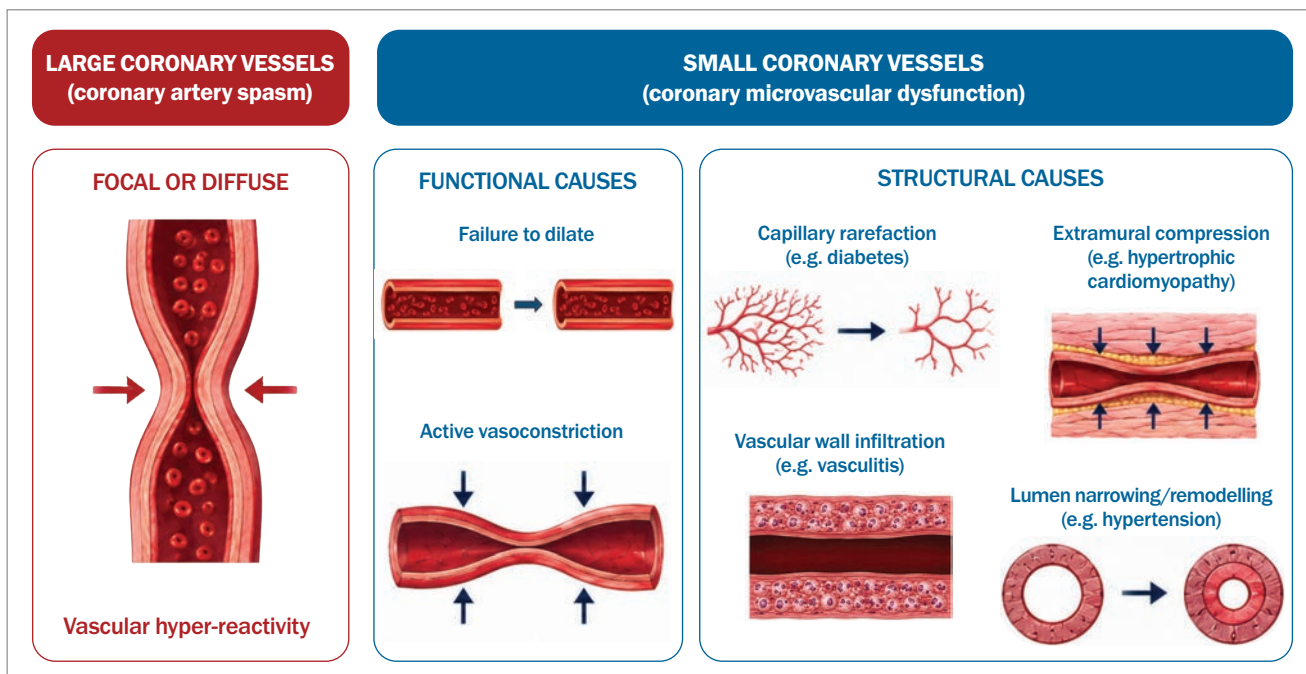 LARGE CORONARY VESSELS
(coronary artery spasm)
SMALL CORONARY VESSELS
(coronary microvascular dysfunction)
FOCAL OR DIFFUSE
Vascular hyper-reactivity
FUNCTIONAL CAUSES
Failure to dilate
Active vasoconstriction
STRUCTURAL CAUSES
Capillary rarefaction
(e.g. diabetes)
Extramural compression
(e.g. hypertrophic
cardiomyopathy)
Vascular wall infiltration
(e.g. vasculitis)
Lumen narrowing/remodelling
(e.g. hypertension)